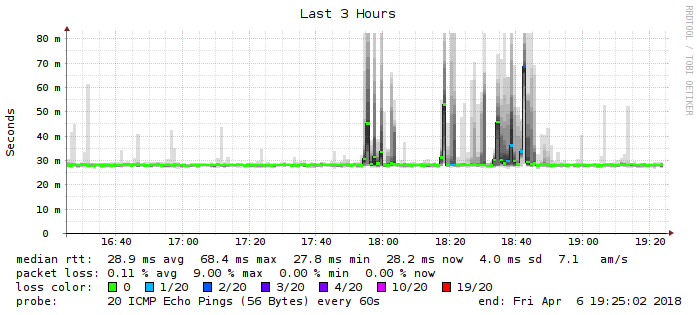 Last 3 Hours
RRDTOOL / TOBI OETIKER
Seconds
80 m
70 m
60 m
50 m
40 m
30 m
20 m
10 m
0
16:40 17:00 17:20 17:40 18:00 18:20 18:40 19:00 19:20
median rtt: 28.9 ms avg 68.4 ms max 27.8 ms min 28.2 ms now 4.0 ms sd 7.1 am/s
packet loss: 0.11 % avg 9.00 % max 0.00 % min 0.00 % now
loss color: 0 1/20 2/20 3/20 4/20 10/20 19/20
probe: 20 ICMP Echo Pings (56 Bytes) every 60s end: Fri Apr 6 19:25:02 2018